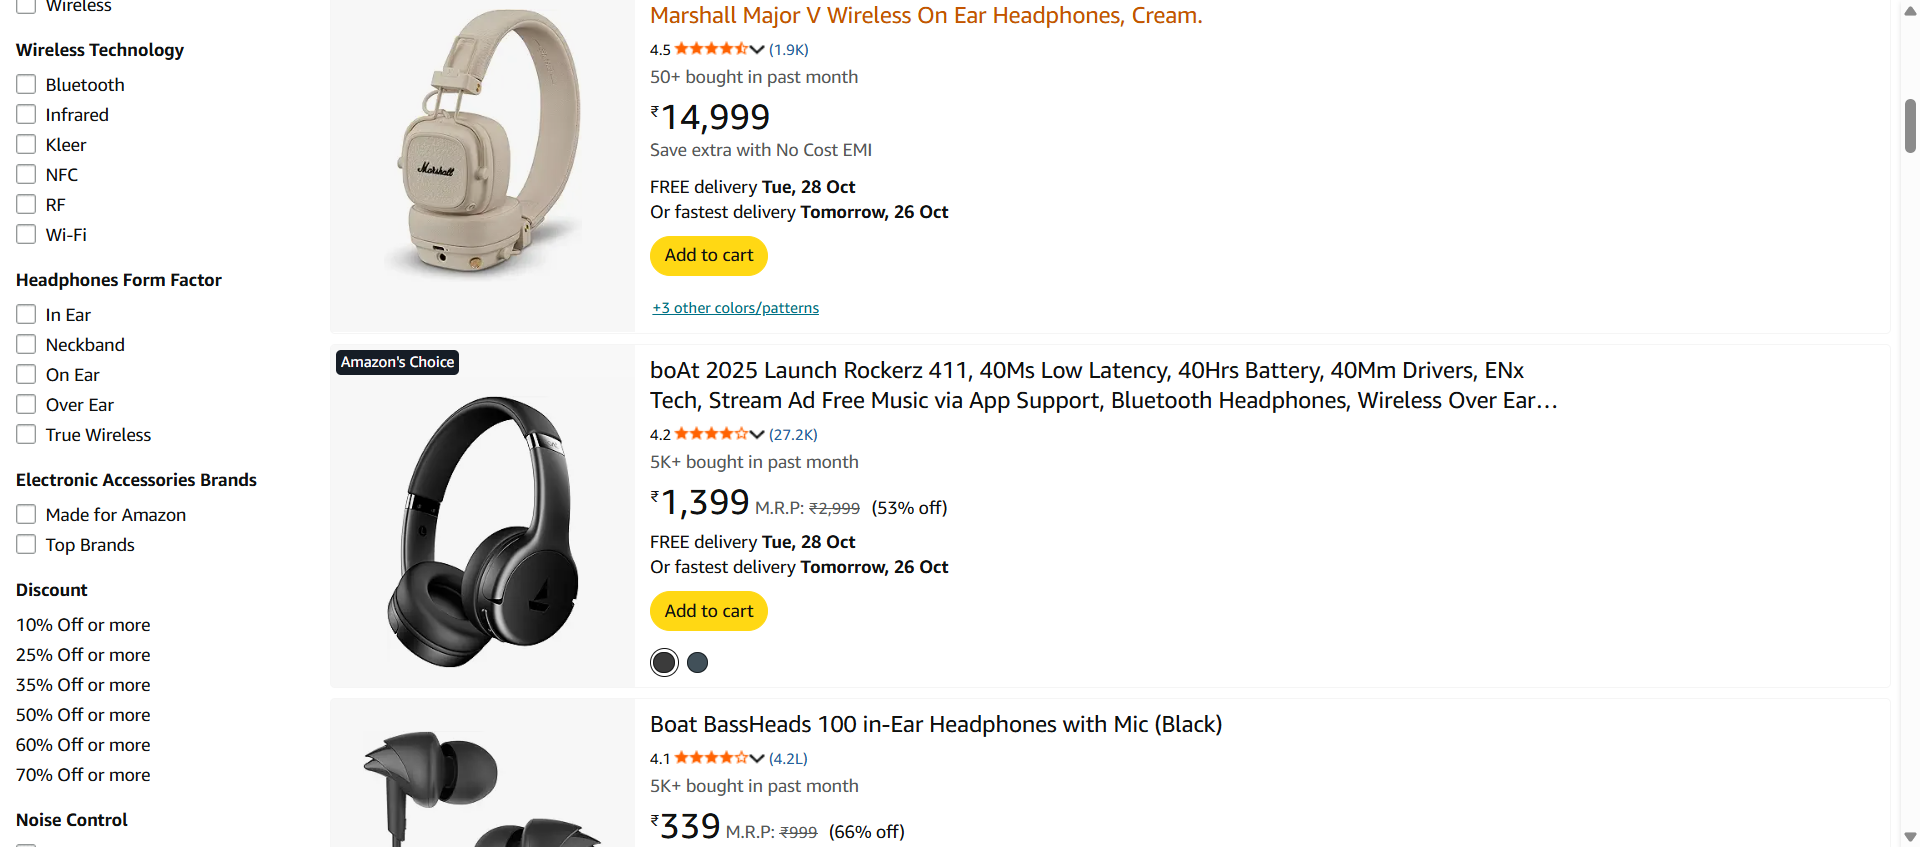 Wireless
Wireless Technology
Bluetooth
Infrared
Kleer
NFC
RF
Wi-Fi
Headphones Form Factor
In Ear
Neckband
On Ear
Over Ear
True Wireless
Electronic Accessories Brands
Made for Amazon
Top Brands
Discount
10% Off or more
25% Off or more
35% Off or more
50% Off or more
60% Off or more
70% Off or more
Noise Control
Marshall
Marshall Major V Wireless On Ear Headphones, Cream.
4.5 (1.9K)
50+ bought in past month
₹14,999
Save extra with No Cost EMI
FREE delivery Tue, 28 Oct
Or fastest delivery Tomorrow, 26 Oct
Add to cart
+3 other colors/patterns
Amazon's Choice
boAt 2025 Launch Rockerz 411, 40Ms Low Latency, 40Hrs Battery, 40Mm Drivers, ENx
Tech, Stream Ad Free Music via App Support, Bluetooth Headphones, Wireless Over Ear…
4.2 (27.2K)
5K+ bought in past month
₹1,399 M.R.P: ₹2,999 (53% off)
FREE delivery Tue, 28 Oct
Or fastest delivery Tomorrow, 26 Oct
Add to cart
Boat BassHeads 100 in-Ear Headphones with Mic (Black)
4.1 (4.2L)
5K+ bought in past month
₹339 M.R.P: ₹999 (66% off)